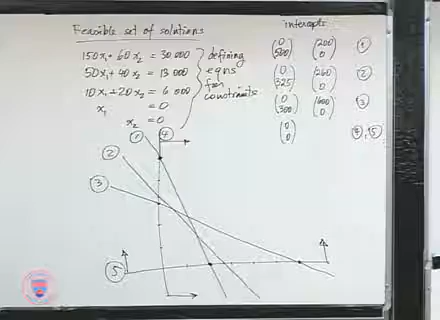 Feasible set of solutions
150x₁ + 60x₂ = 30 000
50x₁ + 40x₂ = 13 000
10x₁ + 20x₂ = 6 000
x₁ = 0
x₂ = 0
defining
eqns
for
constraints
intercepts
(0 500) (200 0) ①
(0 325) (260 0) ②
(0 300) (600 0) ③
(0 0) ④,⑤
①
②
③
④
⑤